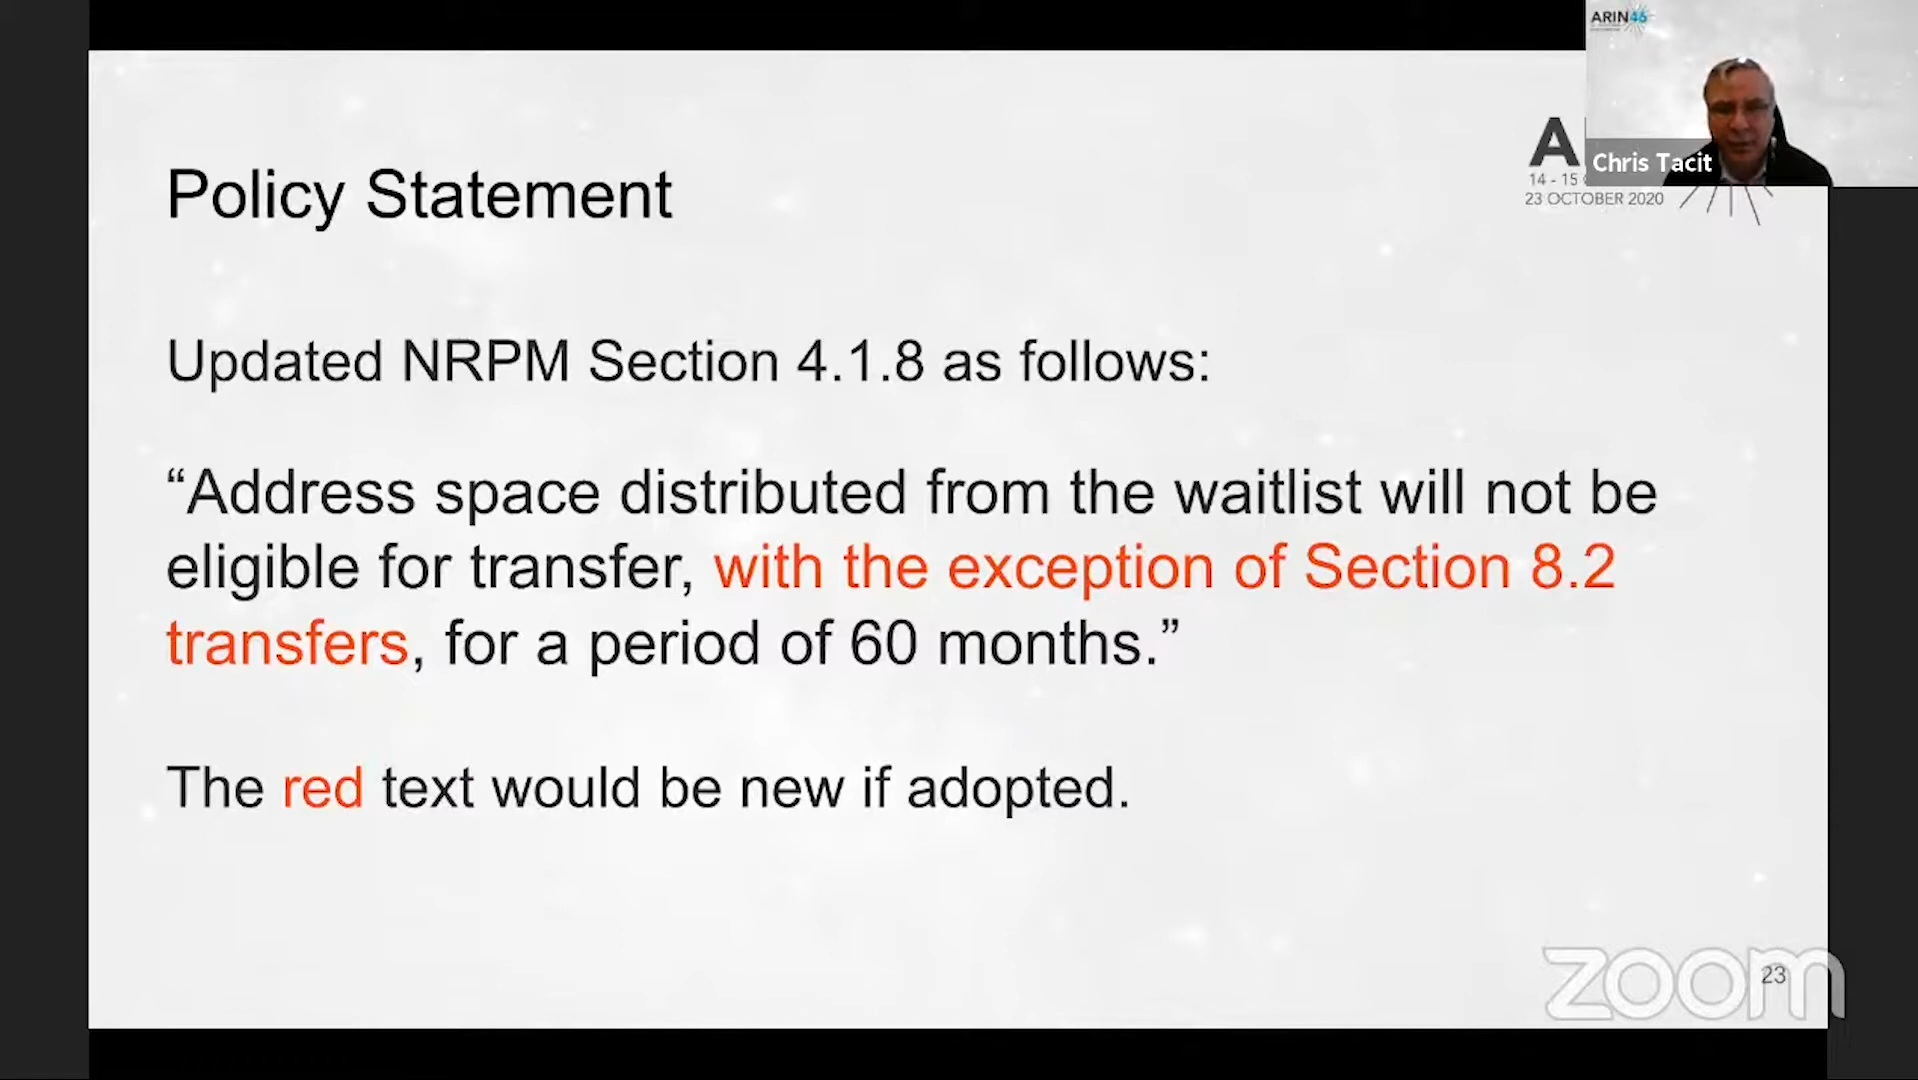 ARIN46
A
Chris Tacit
14 - 15
23 OCTOBER 2020
Policy Statement
Updated NRPM Section 4.1.8 as follows:
“Address space distributed from the waitlist will not be
eligible for transfer, with the exception of Section 8.2
transfers, for a period of 60 months.”
The red text would be new if adopted.
23
zoom